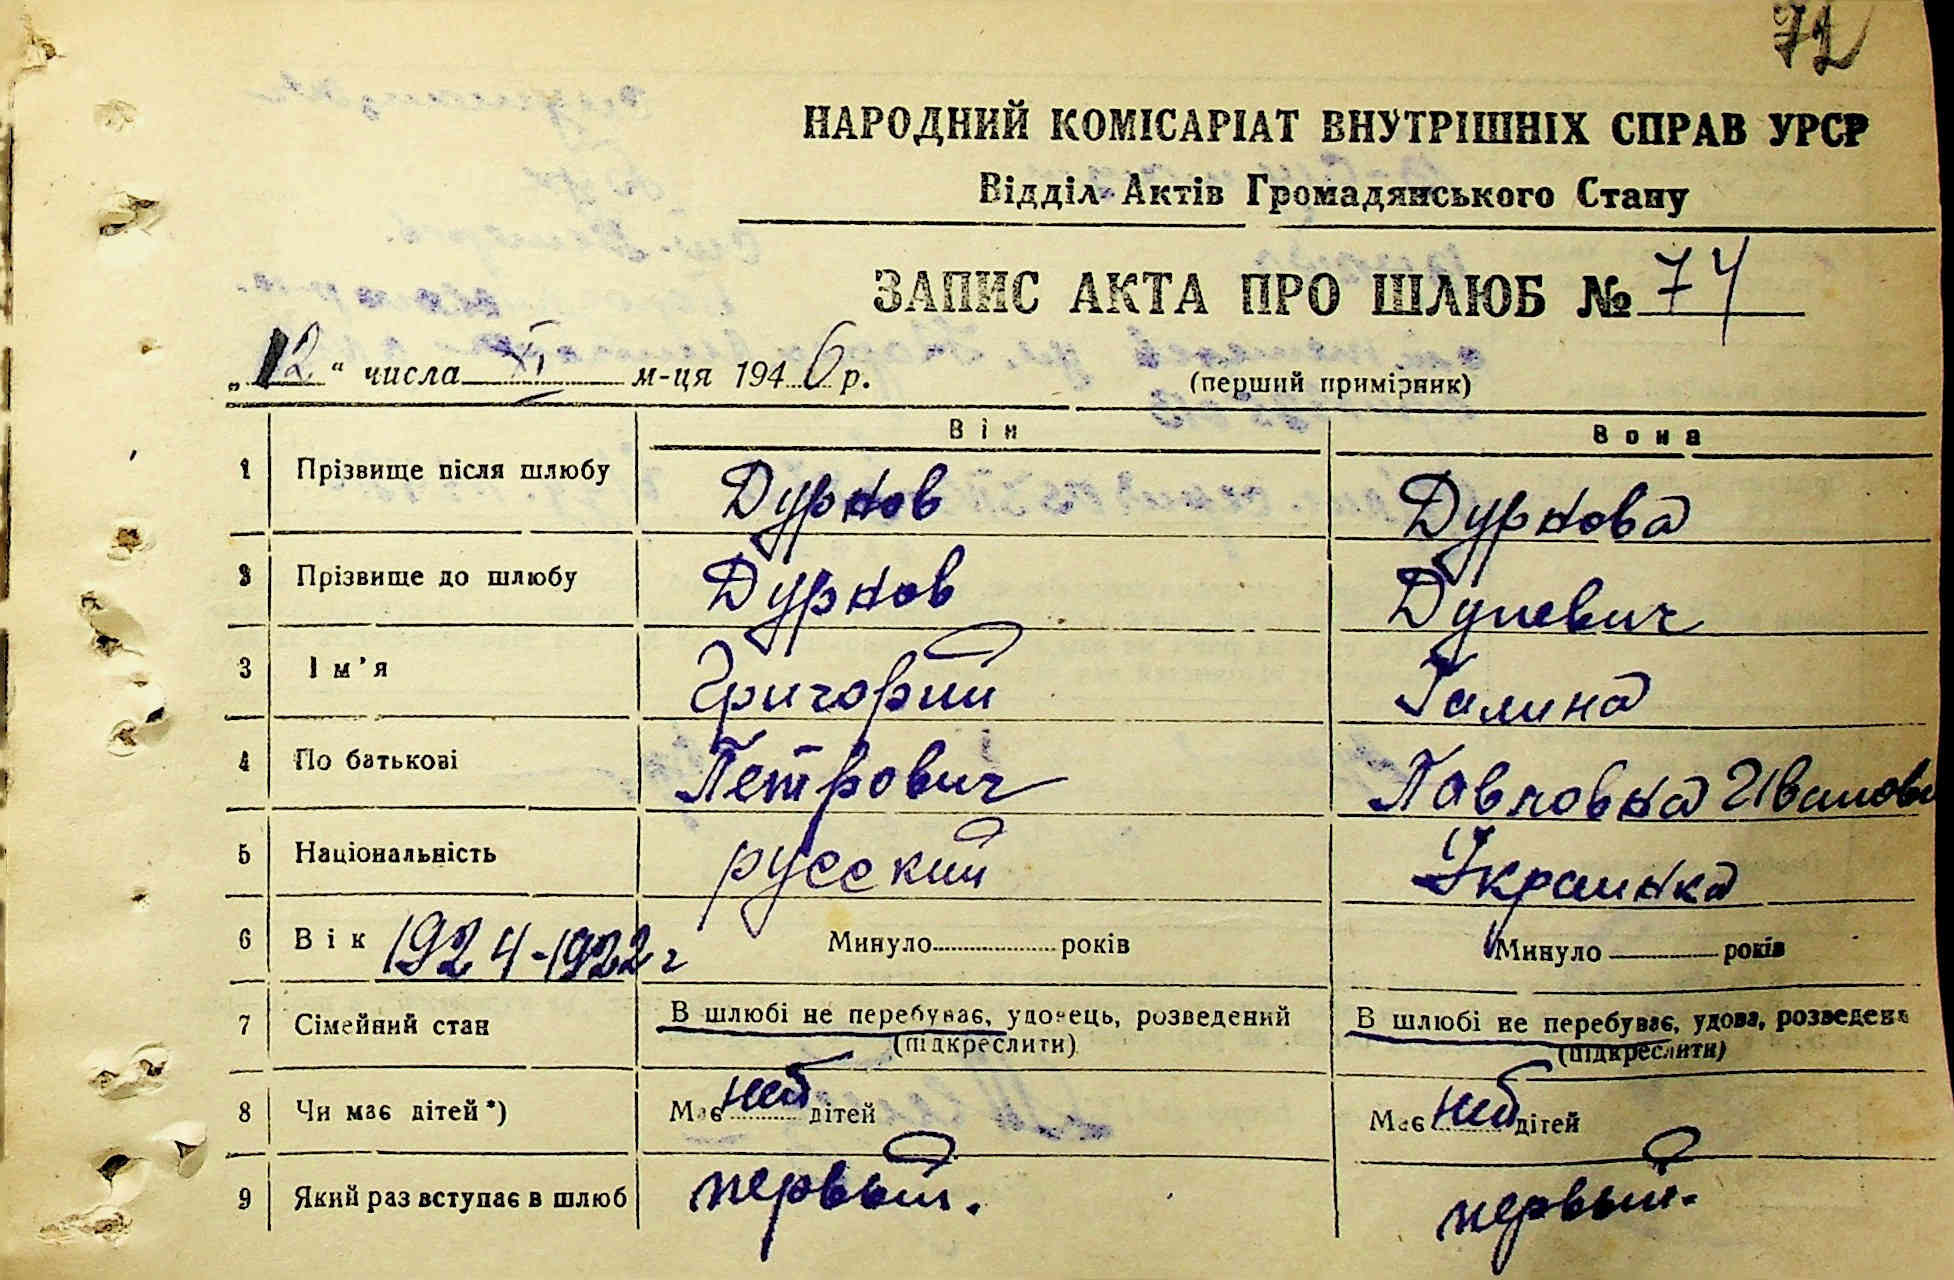 72
НАРОДНИЙ КОМІСАРІАТ ВНУТРІШНІХ СПРАВ УРСР
Відділ Актів Громадянського Стану
ЗАПИС АКТА ПРО ШЛЮБ № 74
„12“ числа XI м-ця 1946 р. (перший примірник)
Він Вона
1 Прізвище після шлюбу Дурнов Дурнова
2 Прізвище до шлюбу Дурнов Дулевич
3 Ім’я Григорий Галина
4 По батькові Петрович Павловна Иванов
5 Національність русский Украинка
6 Вік 1924-1922 г Минуло років Минуло років
7 Сімейний стан В шлюбі не перебуває, удовець, розведений В шлюбі не перебуває, удова, розведена
(підкреслити) (підкреслити)
8 Чи має дітей*) Має нет дітей Має нет дітей
9 Який раз вступає в шлюб первый. первый.